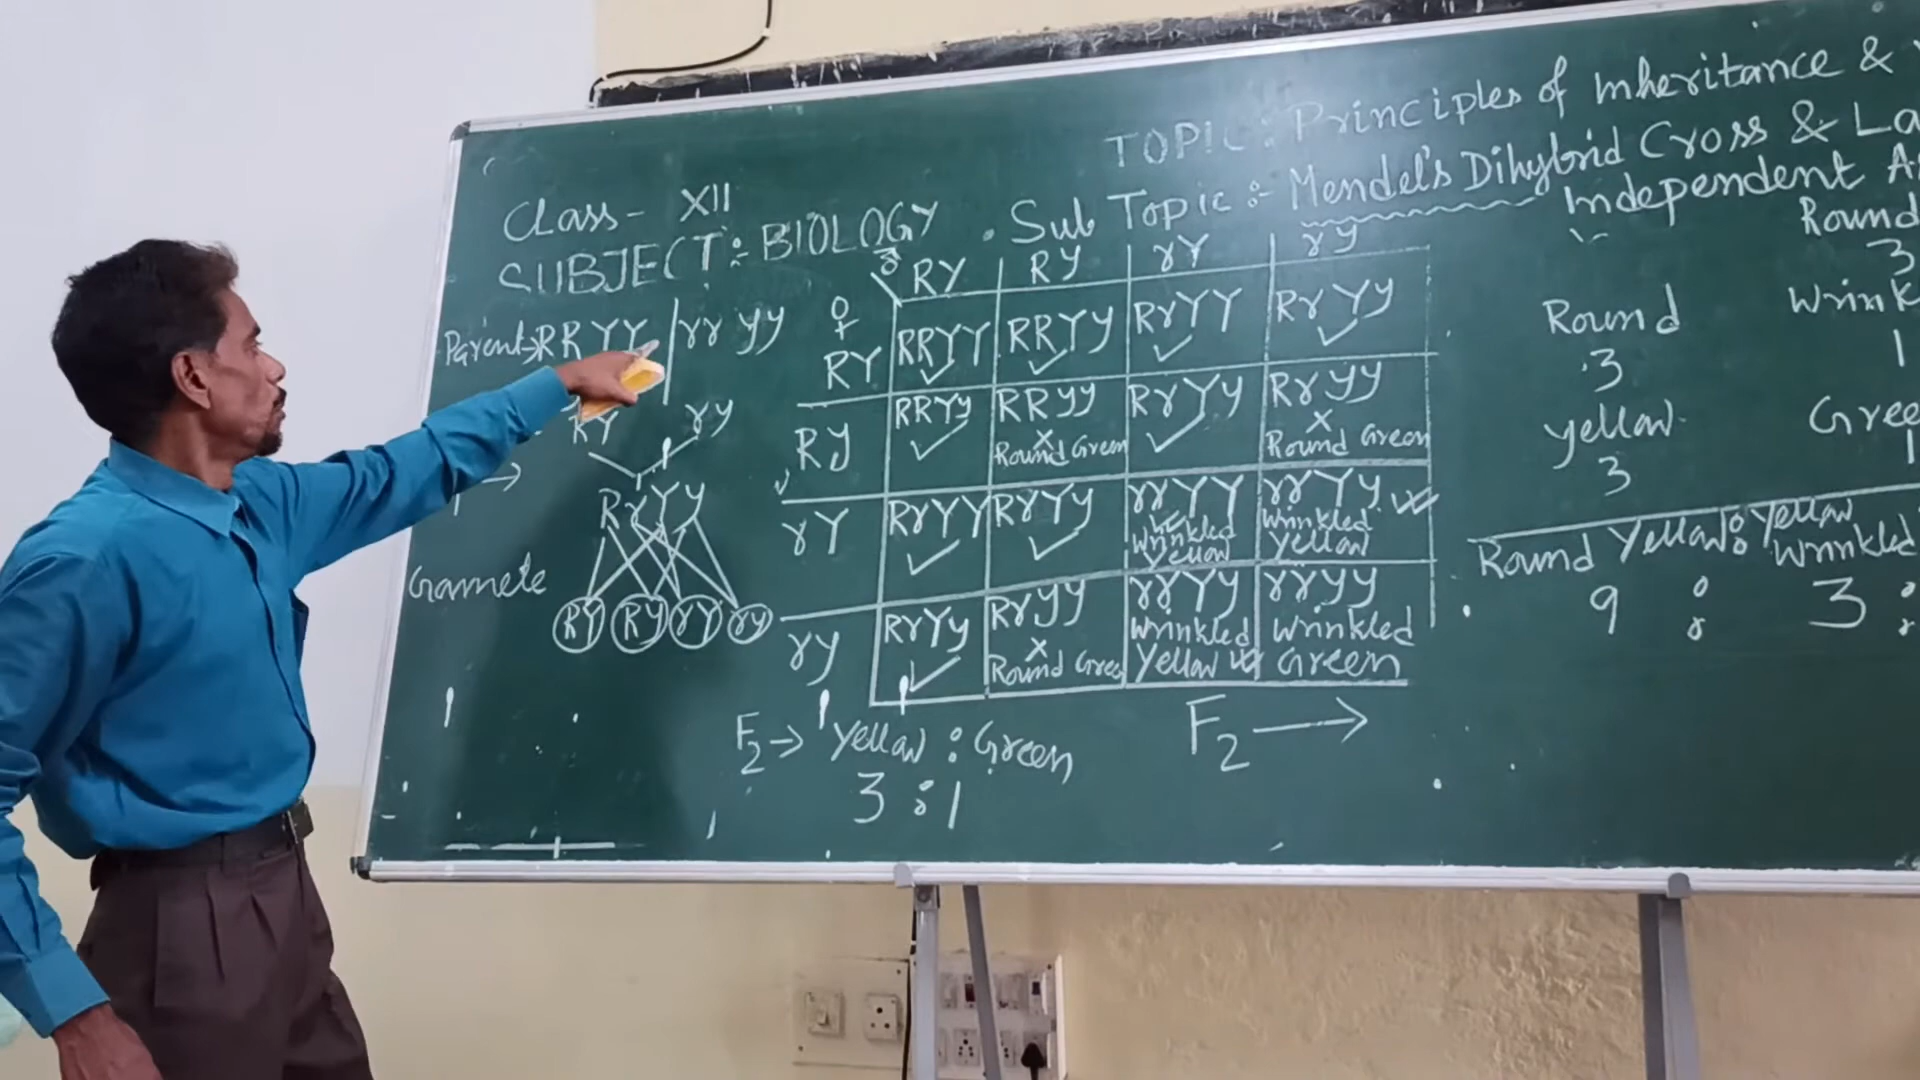 TOPIC: Principles of Inheritance &
Class - XII
SUBJECT: BIOLOGY
Sub Topic :- Mendel's Dihybrid Cross &
Independent
Parent→ RR YY | rr yy
RY ry
RrYy
Gamete
RY Ry rY ry
♂ RY Ry rY ry
♀
RY RRYY RRYy RrYY RrYy
Ry RRYy RRyy x Round Green RrYy Rryy x Round Green
rY RrYY RrYy rrYY Wrinkled Yellow rrYy Wrinkled Yellow
ry RrYy Rryy x Round Green rrYy Wrinkled Yellow rryy Wrinkled Green
F2→ Yellow : Green
3 : 1
F2 →
Round
3
Round
3
1
Yellow
3
1
Round Yellow : Yellow Wrinkled
9 : 3 :